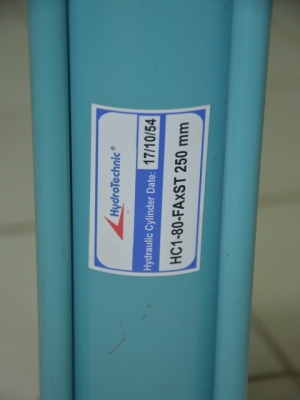 HydroTechnic®
Hydraulic Cylinder Date: 17/10/54
HC1-80-FAxST 250 mm